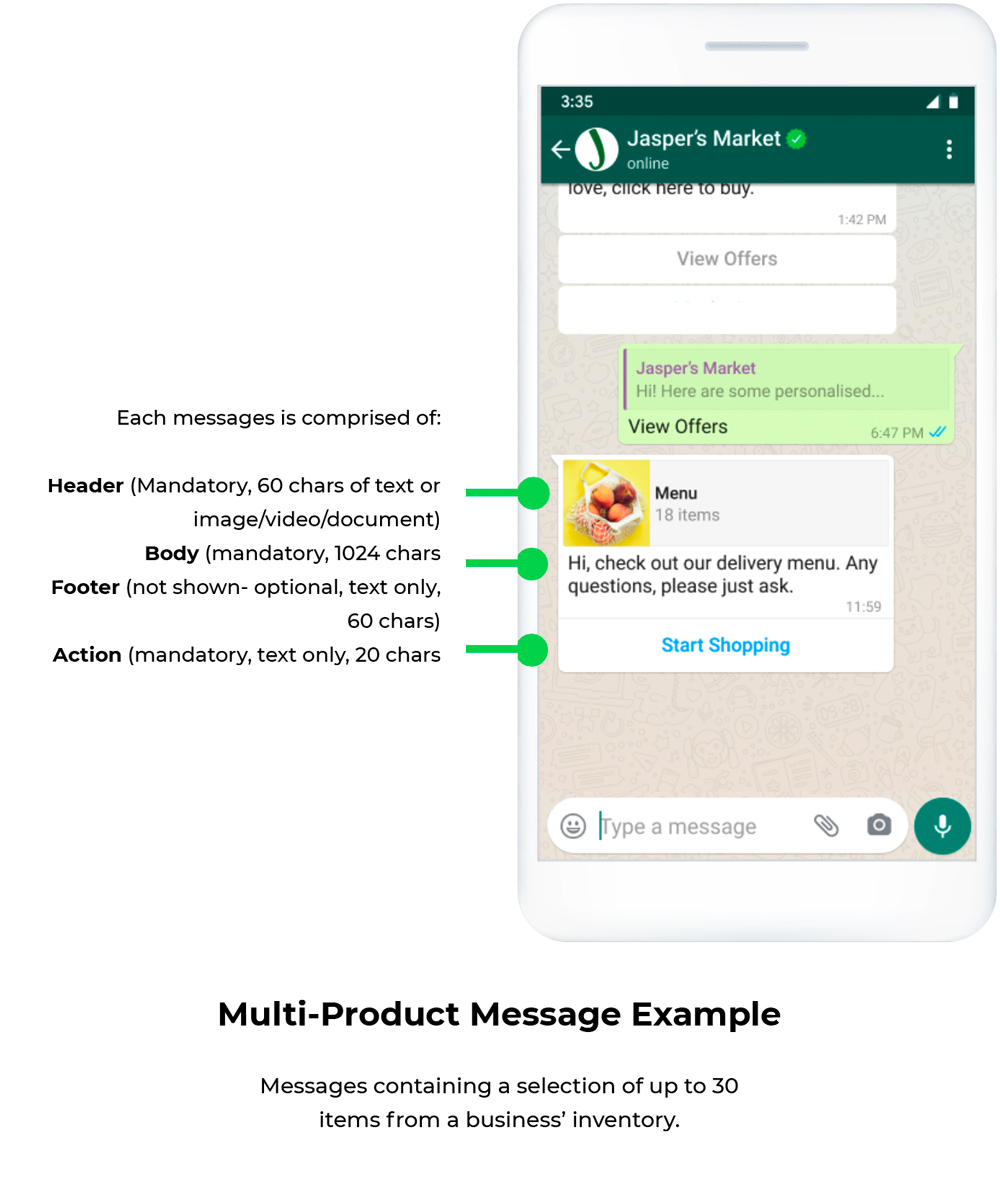 3:35
Jasper's Market
online
love, click here to buy.
1:42 PM
View Offers
Jasper's Market
Hi! Here are some personalised...
View Offers
6:47 PM
Each messages is comprised of:
Header (Mandatory, 60 chars of text or
image/video/document)
Body (mandatory, 1024 chars
Footer (not shown- optional, text only,
60 chars)
Action (mandatory, text only, 20 chars
Menu
18 items
Hi, check out our delivery menu. Any
questions, please just ask.
11:59
Start Shopping
Type a message
Multi-Product Message Example
Messages containing a selection of up to 30
items from a business' inventory.